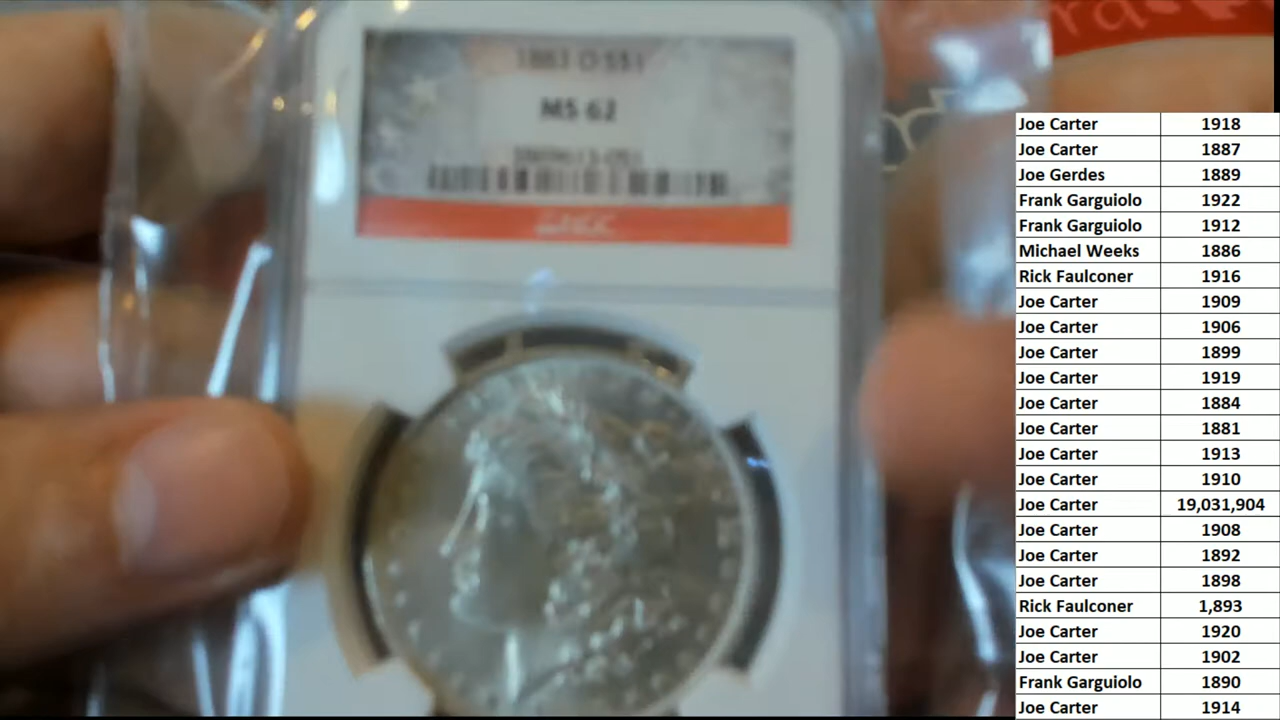 1883 O S$1
MS 62
NGC
Joe Carter 1918
Joe Carter 1887
Joe Gerdes 1889
Frank Garguiolo 1922
Frank Garguiolo 1912
Michael Weeks 1886
Rick Faulconer 1916
Joe Carter 1909
Joe Carter 1906
Joe Carter 1899
Joe Carter 1919
Joe Carter 1884
Joe Carter 1881
Joe Carter 1913
Joe Carter 1910
Joe Carter 19,031,904
Joe Carter 1908
Joe Carter 1892
Joe Carter 1898
Rick Faulconer 1,893
Joe Carter 1920
Joe Carter 1902
Frank Garguiolo 1890
Joe Carter 1914